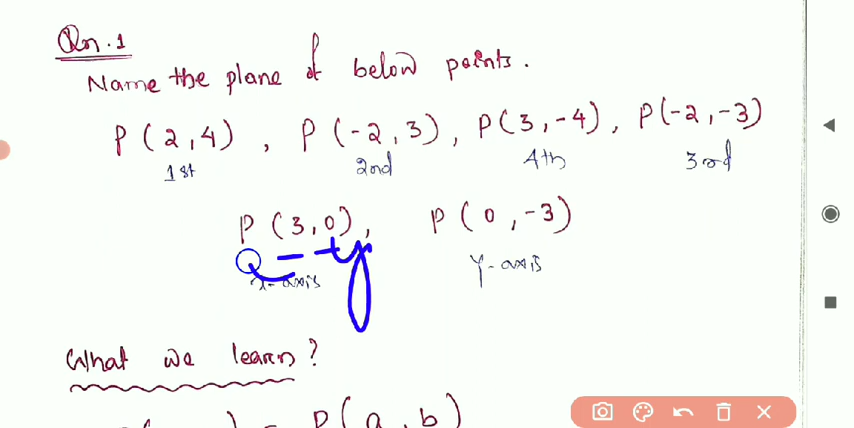 Qn.1
Name the plane of below points.
P (2,4) , P (-2,3), P(3,-4), P(-2,-3)
1st 2nd 4th 3rd
P (3,0), P (0,-3)
x-axis Y-axis
What we learn?
P(a,b)